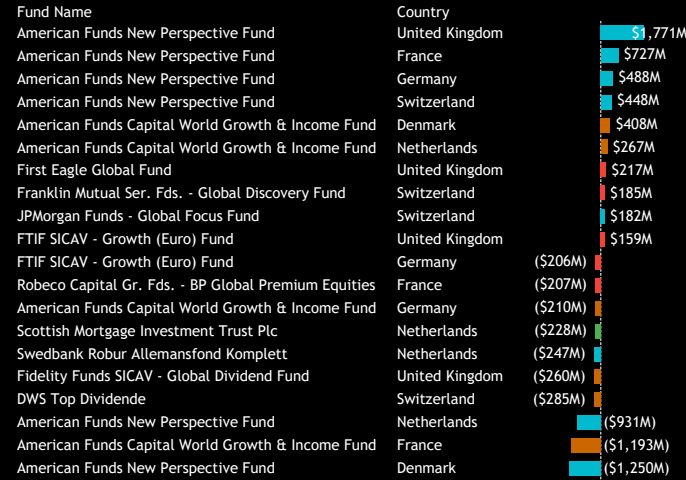 Fund Name Country
American Funds New Perspective Fund United Kingdom $1,771M
American Funds New Perspective Fund France $727M
American Funds New Perspective Fund Germany $488M
American Funds New Perspective Fund Switzerland $448M
American Funds Capital World Growth & Income Fund Denmark $408M
American Funds Capital World Growth & Income Fund Netherlands $267M
First Eagle Global Fund United Kingdom $217M
Franklin Mutual Ser. Fds. - Global Discovery Fund Switzerland $185M
JPMorgan Funds - Global Focus Fund Switzerland $182M
FTIF SICAV - Growth (Euro) Fund United Kingdom $159M
FTIF SICAV - Growth (Euro) Fund Germany ($206M)
Robeco Capital Gr. Fds. - BP Global Premium Equities France ($207M)
American Funds Capital World Growth & Income Fund Germany ($210M)
Scottish Mortgage Investment Trust Plc Netherlands ($228M)
Swedbank Robur Allemansfond Komplett Netherlands ($247M)
Fidelity Funds SICAV - Global Dividend Fund United Kingdom ($260M)
DWS Top Dividende Switzerland ($285M)
American Funds New Perspective Fund Netherlands ($931M)
American Funds Capital World Growth & Income Fund France ($1,193M)
American Funds New Perspective Fund Denmark ($1,250M)